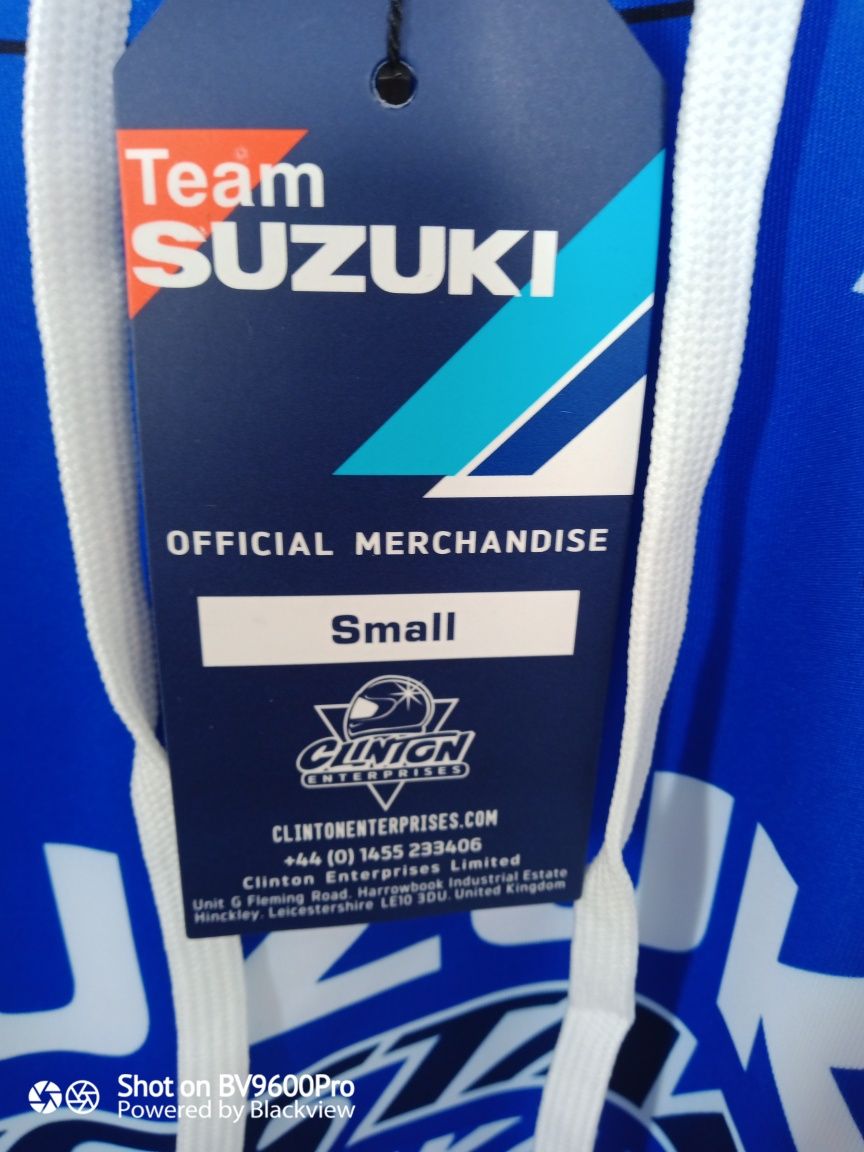 Team
SUZUKI
OFFICIAL MERCHANDISE
Small
CLINTON
ENTERPRISES
CLINTONENTERPRISES.COM
+44 (0) 1455 233406
Clinton Enterprises Limited
Unit G Fleming Road, Harrowbook Industrial Estate
Hinckley, Leicestershire LE10 3DU, United Kingdom
Shot on BV9600Pro
Powered by Blackview